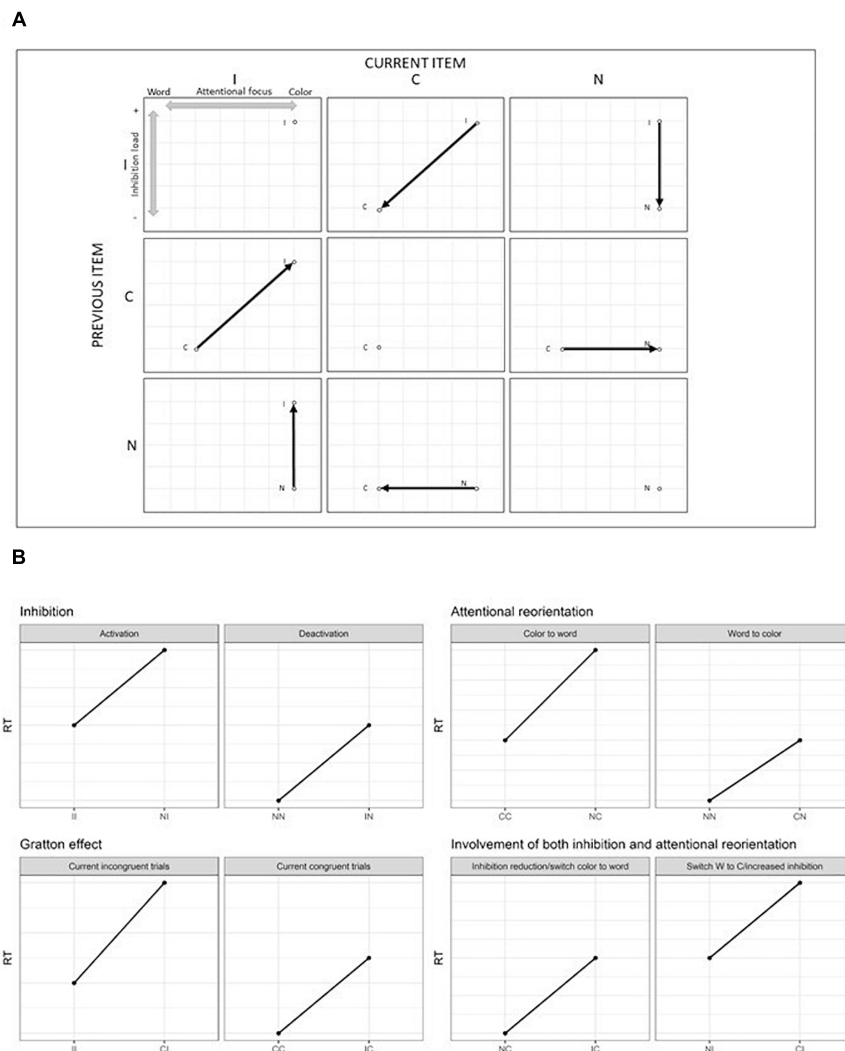 A
CURRENT ITEM
I C N
Word Attentional focus Color
+
Inhibition load
-
I
I
I
C
I
N
PREVIOUS ITEM
C
I
C
C
C
N
N
I
N
C
N
N
B
Inhibition
Activation
Deactivation
RT
II
NI
NN
IN
Attentional reorientation
Color to word
Word to color
RT
CC
NC
NN
CN
Gratton effect
Current incongruent trials
Current congruent trials
RT
II
CI
CC
IC
Involvement of both inhibition and attentional reorientation
Inhibition reduction/switch color to word
Switch W to C/increased inhibition
RT
NC
IC
NI
CI